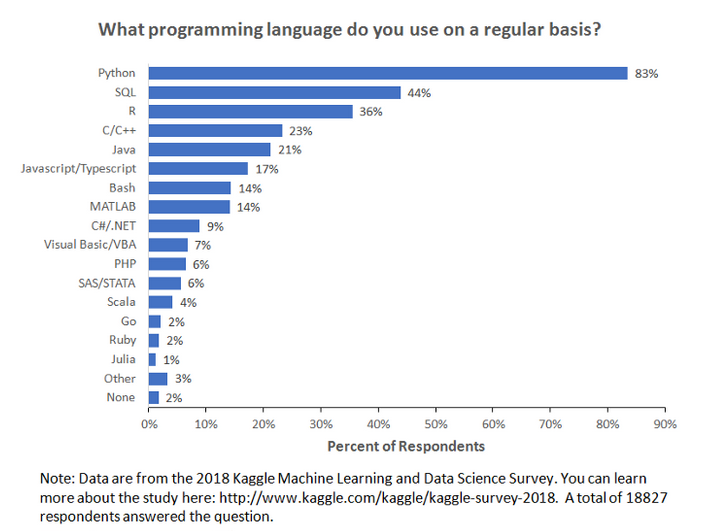 What programming language do you use on a regular basis?
Python 83%
SQL 44%
R 36%
C/C++ 23%
Java 21%
Javascript/Typescript 17%
Bash 14%
MATLAB 14%
C#/.NET 9%
Visual Basic/VBA 7%
PHP 6%
SAS/STATA 6%
Scala 4%
Go 2%
Ruby 2%
Julia 1%
Other 3%
None 2%
0% 10% 20% 30% 40% 50% 60% 70% 80% 90%
Percent of Respondents
Note: Data are from the 2018 Kaggle Machine Learning and Data Science Survey. You can learn
more about the study here: http://www.kaggle.com/kaggle/kaggle-survey-2018. A total of 18827
respondents answered the question.